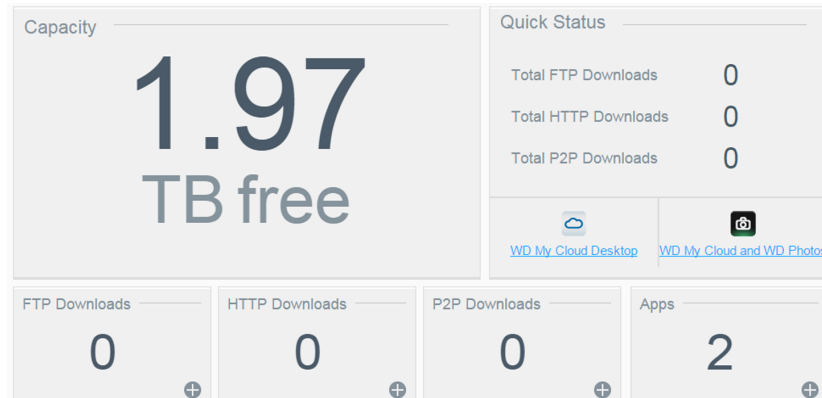 Capacity
1.97
TB free
Quick Status
Total FTP Downloads 0
Total HTTP Downloads 0
Total P2P Downloads 0
WD My Cloud Desktop
WD My Cloud and WD Photos
FTP Downloads
0
HTTP Downloads
0
P2P Downloads
0
Apps
2